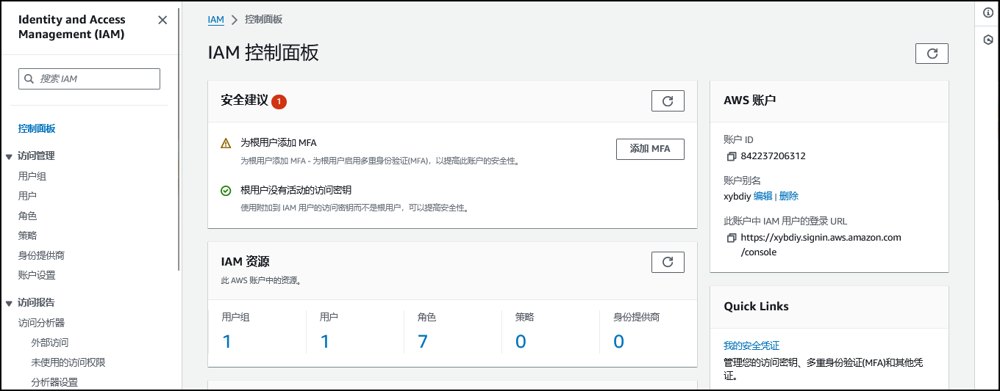 Identity and Access
Management (IAM)
搜索 IAM
控制面板
访问管理
用户组
用户
角色
策略
身份提供商
账户设置
访问报告
访问分析器
外部访问
未使用的访问权限
分析器设置
IAM > 控制面板
IAM 控制面板
安全建议 1
为根用户添加 MFA
为根用户添加 MFA - 为根用户启用多重身份验证(MFA)，以提高此账户的安全性。
添加 MFA
根用户没有活动的访问密钥
使用附加到 IAM 用户的访问密钥而不是根用户，可以提高安全性。
IAM 资源
此 AWS 账户中的资源。
用户组 用户 角色 策略 身份提供商
1 1 7 0 0
AWS 账户
账户 ID
842237206312
账户别名
xybdiy 编辑 | 删除
此账户中 IAM 用户的登录 URL
https://xybdiy.signin.aws.amazon.com
/console
Quick Links
我的安全凭证
管理您的访问密钥、多重身份验证(MFA)和其他凭
证。